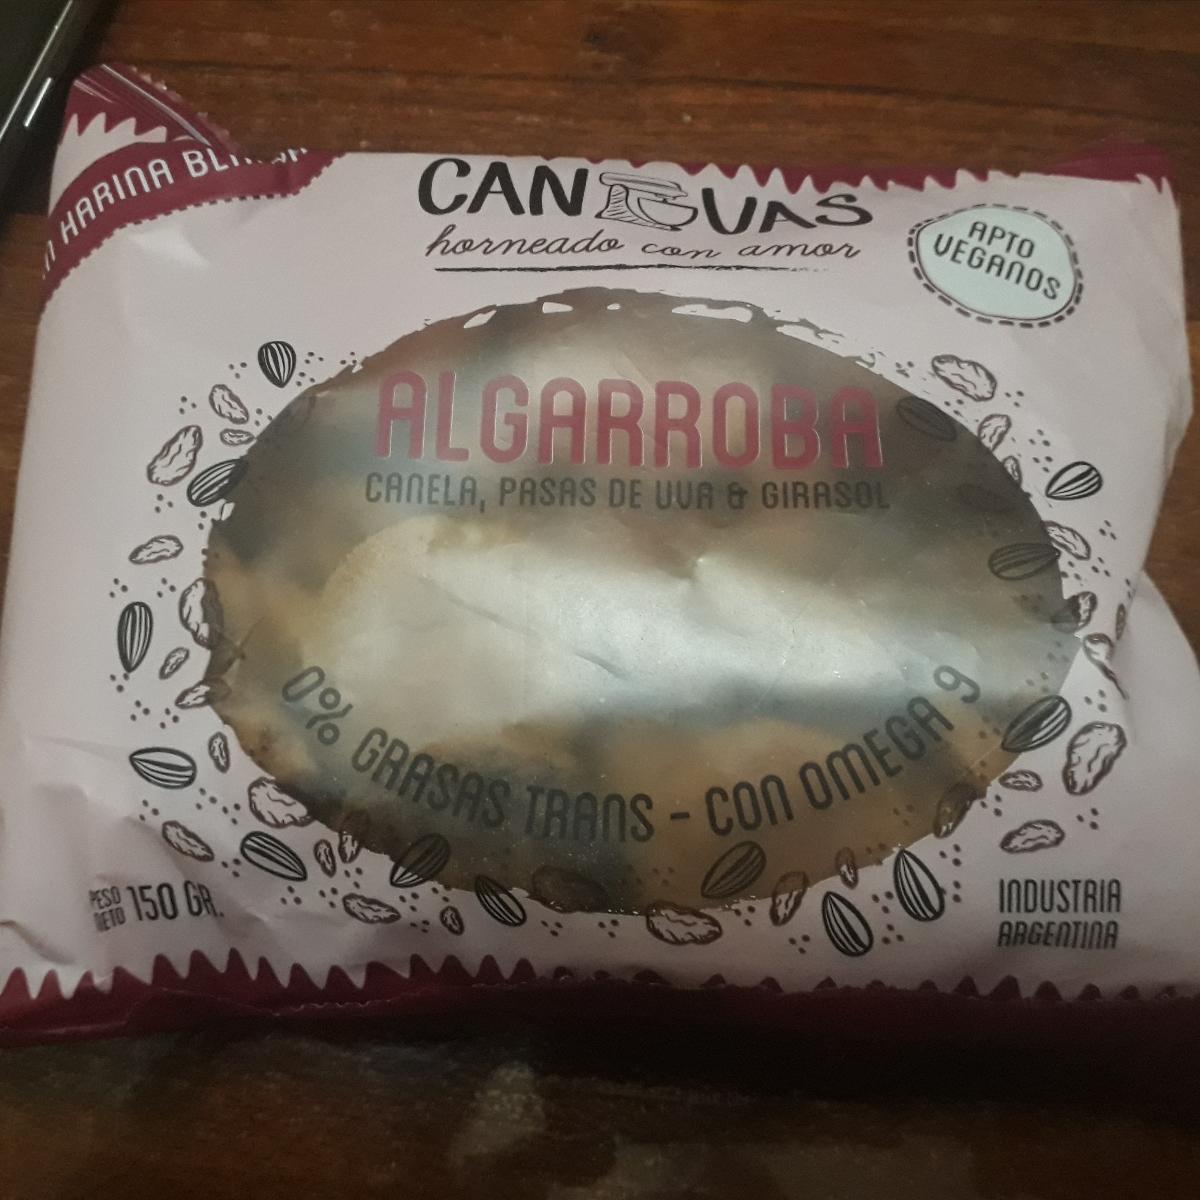 HARINA
CANUVAS
horneado con amor
APTO
VEGANOS
ALGARROBA
CANELA, PASAS DE UVA & GIRASOL
0% GRASAS TRANS - CON OMEGA 9
PESO
NETO 150 GR.
INDUSTRIA
ARGENTINA